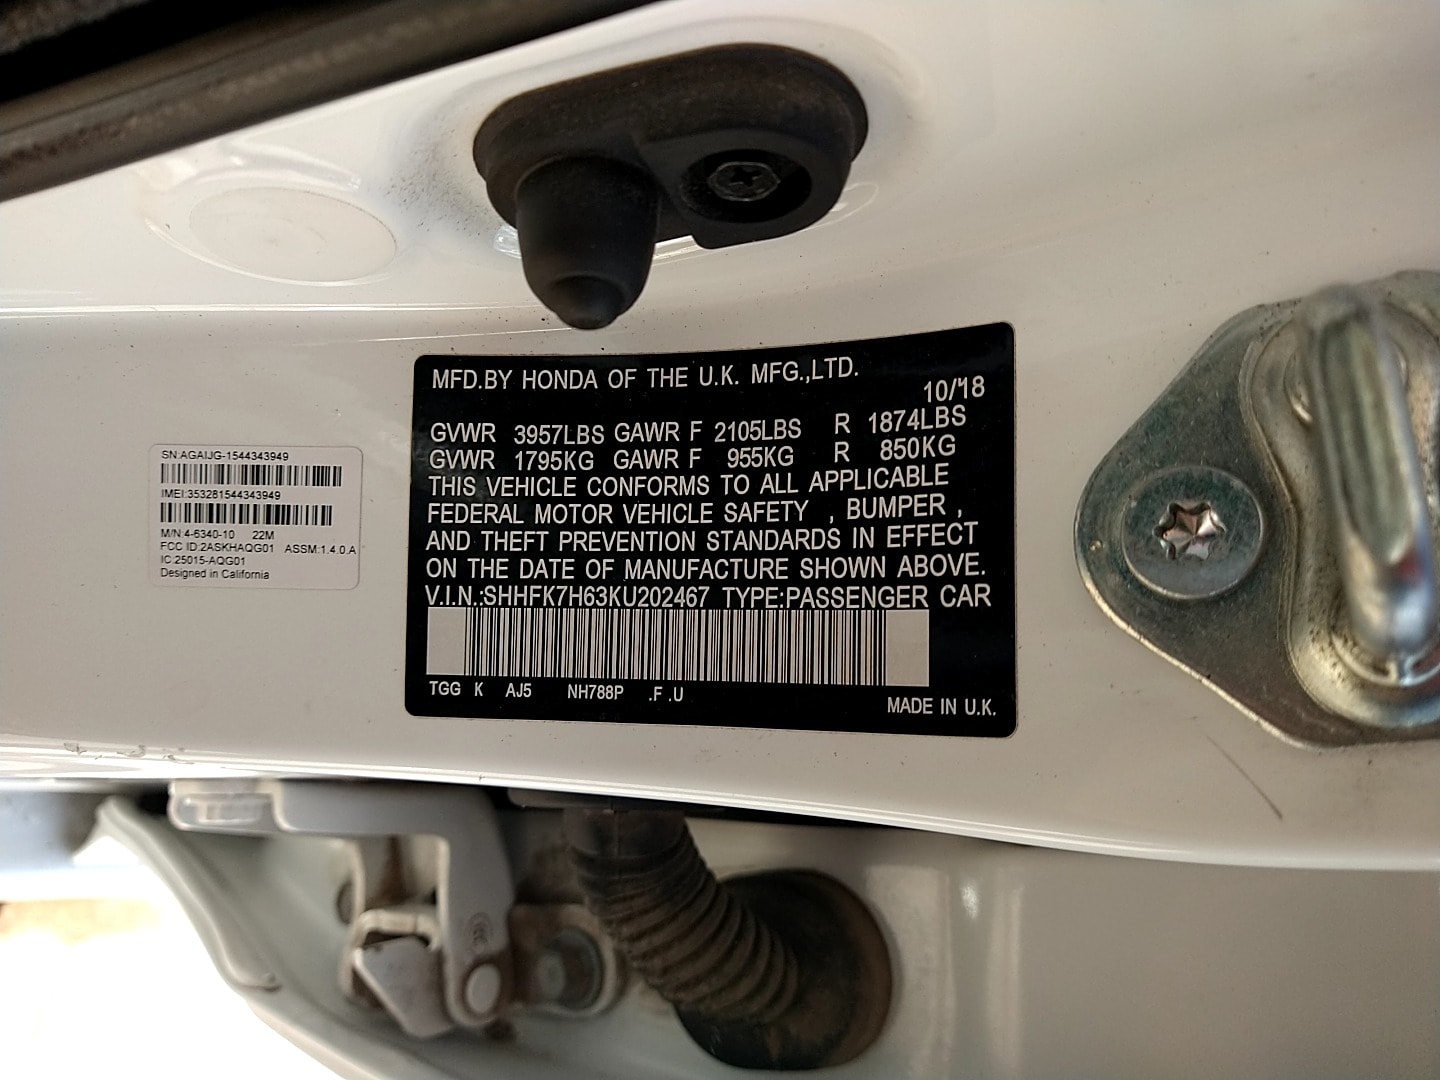 SN:AGAIJG-1544343949
IMEI:353281544343949
M/N:4-6340-10 22M
FCC ID:2ASKHAQG01 ASSM:1.4.0.A
IC:25015-AQG01
Designed in California
MFD.BY HONDA OF THE U.K. MFG.,LTD.
10/'18
GVWR 3957LBS GAWR F 2105LBS R 1874LBS
GVWR 1795KG GAWR F 955KG R 850KG
THIS VEHICLE CONFORMS TO ALL APPLICABLE
FEDERAL MOTOR VEHICLE SAFETY , BUMPER ,
AND THEFT PREVENTION STANDARDS IN EFFECT
ON THE DATE OF MANUFACTURE SHOWN ABOVE.
V.I.N.:SHHFK7H63KU202467 TYPE:PASSENGER CAR
TGG K AJ5 NH788P .F .U
MADE IN U.K.